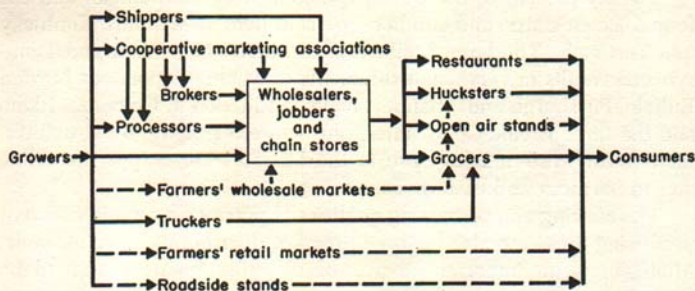 Shippers
Cooperative marketing associations
Restaurants
Brokers
Wholesalers,
jobbers
and
chain stores
Hucksters
Processors
Open air stands
Growers
Grocers
Consumers
Farmers' wholesale markets
Truckers
Farmers' retail markets
Roadside stands